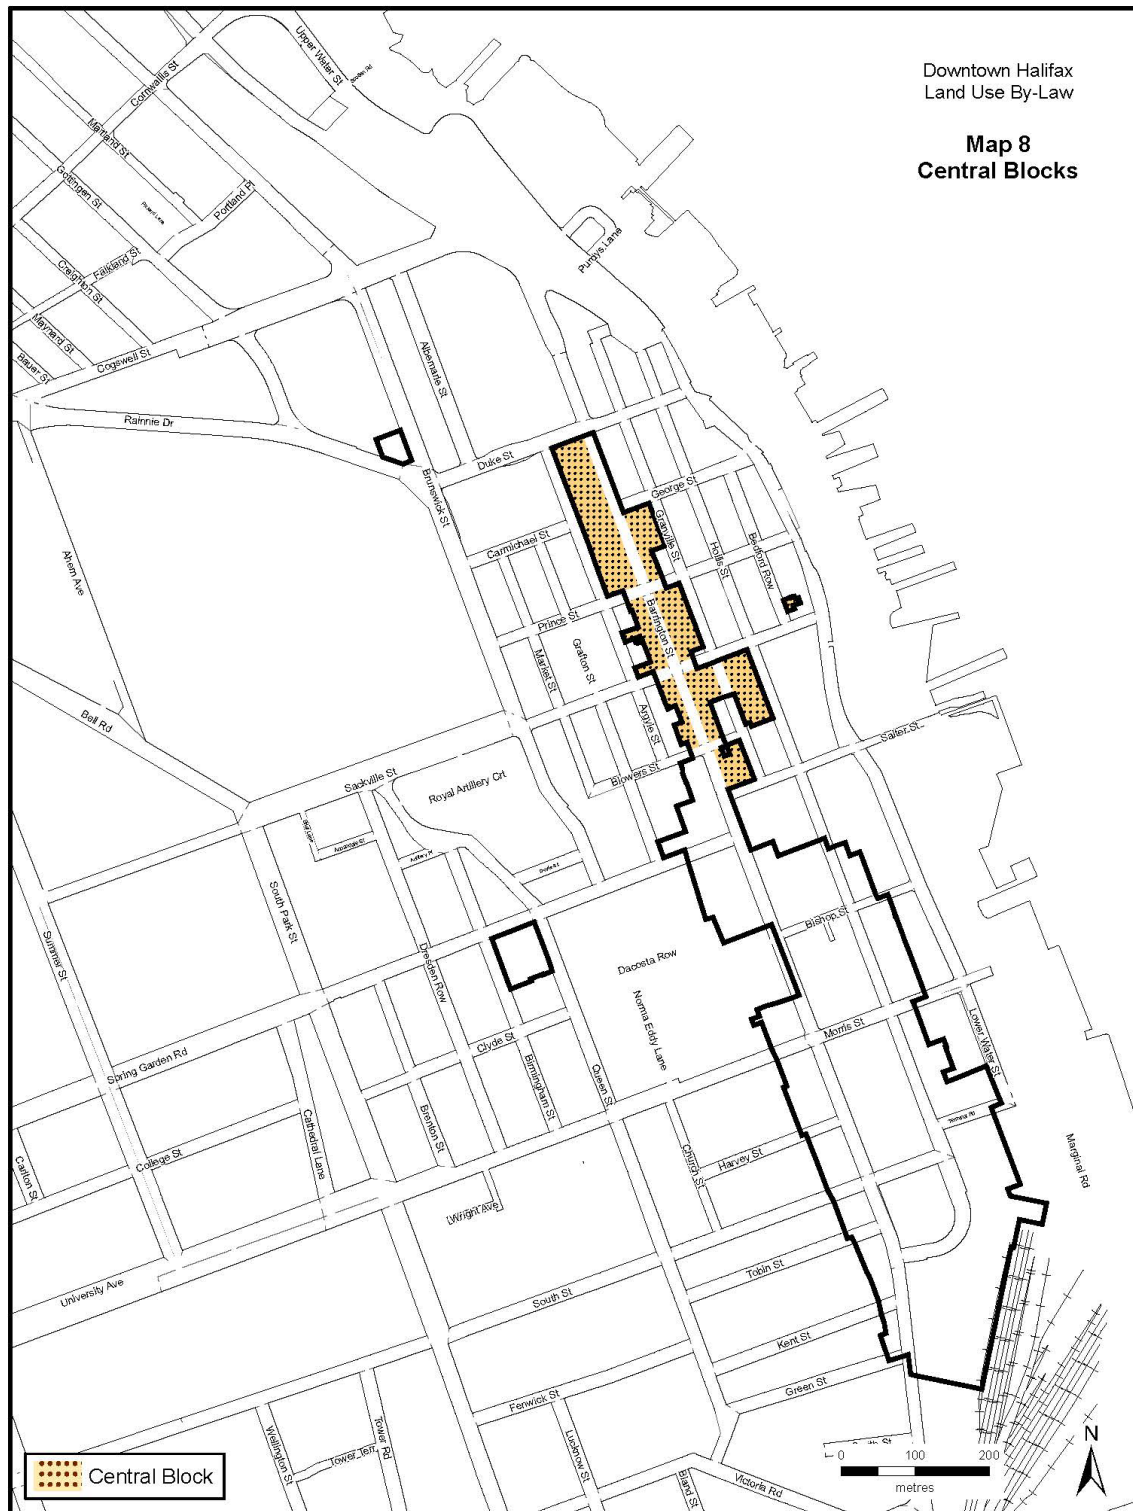 Downtown Halifax
Land Use By-Law
Map 8
Central Blocks
Upper Water St
Cornwallis St
Maitland St
Gottingen St
Portland Pl
Falkland St
Creighton St
Maynard St
Bauer St
Cogswell St
Rainnie Dr
Albemarle St
Purdys Lane
Duke St
Brunswick St
George St
Granville St
Carmichael St
Hollis St
Bedford Row
Ahern Ave
Prince St
Barrington St
Grafton St
Market St
Argyle St
Bell Rd
Sackville St
Royal Artillery Crt
Blowers St
Salter St
South Park St
Summer St
Dresden Row
Bishop St
Dacosta Row
Norma Eddy Lane
Morris St
Lower Water St
Spring Garden Rd
Clyde St
Birmingham St
Queen St
Brenton St
Cathedral Lane
College St
Carlton St
Church St
Harvey St
Terminal Rd
Marginal Rd
Wright Ave
University Ave
Tobin St
South St
Kent St
Green St
Fenwick St
Lucknow St
Wellington St
Tower Terr
Tower Rd
Bland St
Victoria Rd
Central Block
0 100 200
metres
N